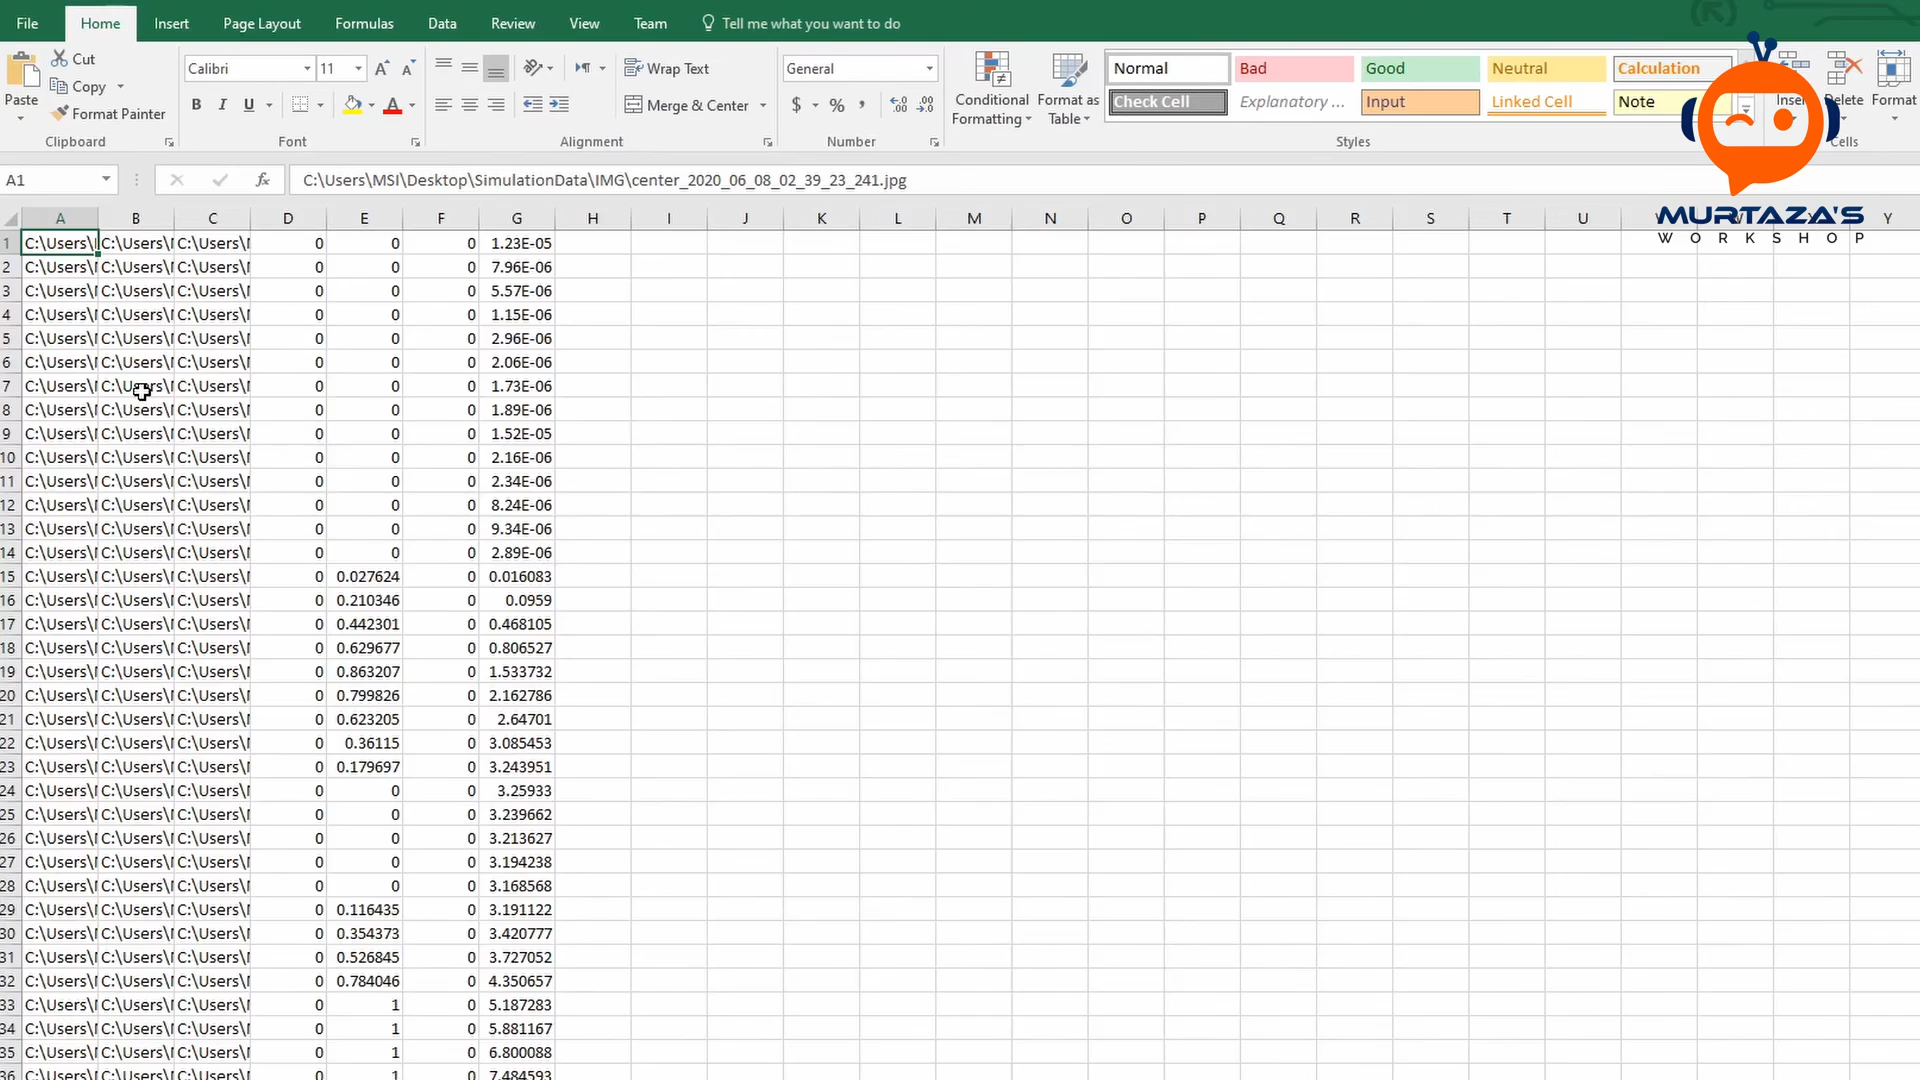 File Home Insert Page Layout Formulas Data Review View Team Tell me what you want to do
Cut
Copy
Format Painter
Paste
Clipboard
Calibri 11
B I U
Font
Wrap Text
Merge & Center
Alignment
General
$ % ,
Number
Conditional Formatting
Format as Table
Normal Bad Good Neutral Calculation
Check Cell Explanatory ... Input Linked Cell Note
Styles
Insert Delete Format
Cells
MURTAZA'S
WORKSHOP
A1 fx C:\Users\MSI\Desktop\SimulationData\IMG\center_2020_06_08_02_39_23_241.jpg
A B C D E F G H I J K L M N O P Q R S T U V W X Y
1 C:\Users\ C:\Users\ C:\Users\ 0 0 0 1.23E-05
2 C:\Users\ C:\Users\ C:\Users\ 0 0 0 7.96E-06
3 C:\Users\ C:\Users\ C:\Users\ 0 0 0 5.57E-06
4 C:\Users\ C:\Users\ C:\Users\ 0 0 0 1.15E-06
5 C:\Users\ C:\Users\ C:\Users\ 0 0 0 2.96E-06
6 C:\Users\ C:\Users\ C:\Users\ 0 0 0 2.06E-06
7 C:\Users\ C:\Users\ C:\Users\ 0 0 0 1.73E-06
8 C:\Users\ C:\Users\ C:\Users\ 0 0 0 1.89E-06
9 C:\Users\ C:\Users\ C:\Users\ 0 0 0 1.52E-05
10 C:\Users\ C:\Users\ C:\Users\ 0 0 0 2.16E-06
11 C:\Users\ C:\Users\ C:\Users\ 0 0 0 2.34E-06
12 C:\Users\ C:\Users\ C:\Users\ 0 0 0 8.24E-06
13 C:\Users\ C:\Users\ C:\Users\ 0 0 0 9.34E-06
14 C:\Users\ C:\Users\ C:\Users\ 0 0 0 2.89E-06
15 C:\Users\ C:\Users\ C:\Users\ 0 0.027624 0 0.016083
16 C:\Users\ C:\Users\ C:\Users\ 0 0.210346 0 0.0959
17 C:\Users\ C:\Users\ C:\Users\ 0 0.442301 0 0.468105
18 C:\Users\ C:\Users\ C:\Users\ 0 0.629677 0 0.806527
19 C:\Users\ C:\Users\ C:\Users\ 0 0.863207 0 1.533732
20 C:\Users\ C:\Users\ C:\Users\ 0 0.799826 0 2.162786
21 C:\Users\ C:\Users\ C:\Users\ 0 0.623205 0 2.64701
22 C:\Users\ C:\Users\ C:\Users\ 0 0.36115 0 3.085453
23 C:\Users\ C:\Users\ C:\Users\ 0 0.179697 0 3.243951
24 C:\Users\ C:\Users\ C:\Users\ 0 0 0 3.25933
25 C:\Users\ C:\Users\ C:\Users\ 0 0 0 3.239662
26 C:\Users\ C:\Users\ C:\Users\ 0 0 0 3.213627
27 C:\Users\ C:\Users\ C:\Users\ 0 0 0 3.194238
28 C:\Users\ C:\Users\ C:\Users\ 0 0 0 3.168568
29 C:\Users\ C:\Users\ C:\Users\ 0 0.116435 0 3.191122
30 C:\Users\ C:\Users\ C:\Users\ 0 0.354373 0 3.420777
31 C:\Users\ C:\Users\ C:\Users\ 0 0.526845 0 3.727052
32 C:\Users\ C:\Users\ C:\Users\ 0 0.784046 0 4.350657
33 C:\Users\ C:\Users\ C:\Users\ 0 1 0 5.187283
34 C:\Users\ C:\Users\ C:\Users\ 0 1 0 5.881167
35 C:\Users\ C:\Users\ C:\Users\ 0 1 0 6.800088
36 C:\Users\ C:\Users\ C:\Users\ 0 1 0 7.484593